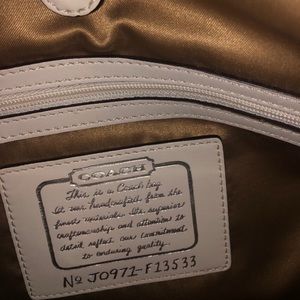 COACH
This is a Coach bag.
It was handcrafted from the
finest materials. Its superior
craftsmanship and attention to
detail reflect our commitment
to enduring quality.
No J0972-F13533